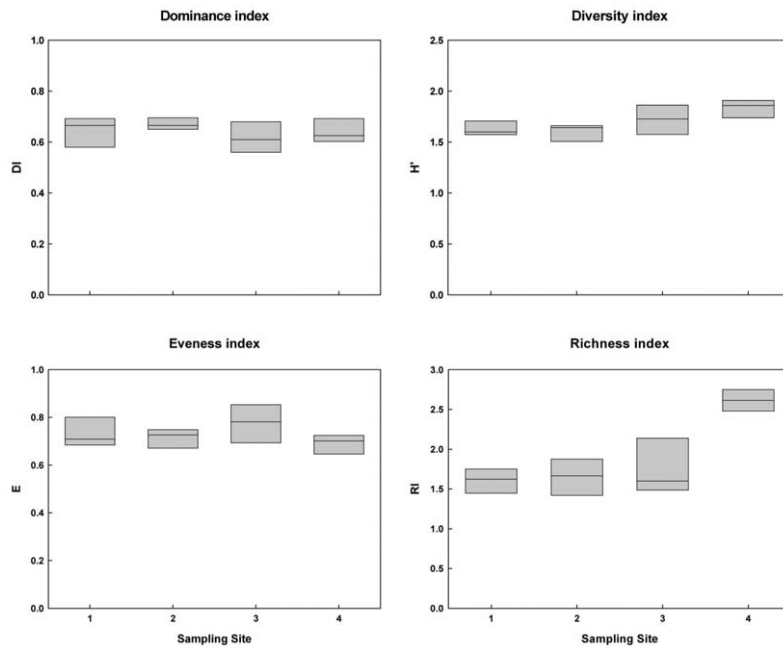 Dominance index
1.0
0.8
0.6
0.4
0.2
0.0
DI
Diversity index
2.5
2.0
1.5
1.0
0.5
0.0
H'
Eveness index
1.0
0.8
0.6
0.4
0.2
0.0
E
1 2 3 4
Sampling Site
Richness index
3.0
2.5
2.0
1.5
1.0
0.5
0.0
RI
1 2 3 4
Sampling Site